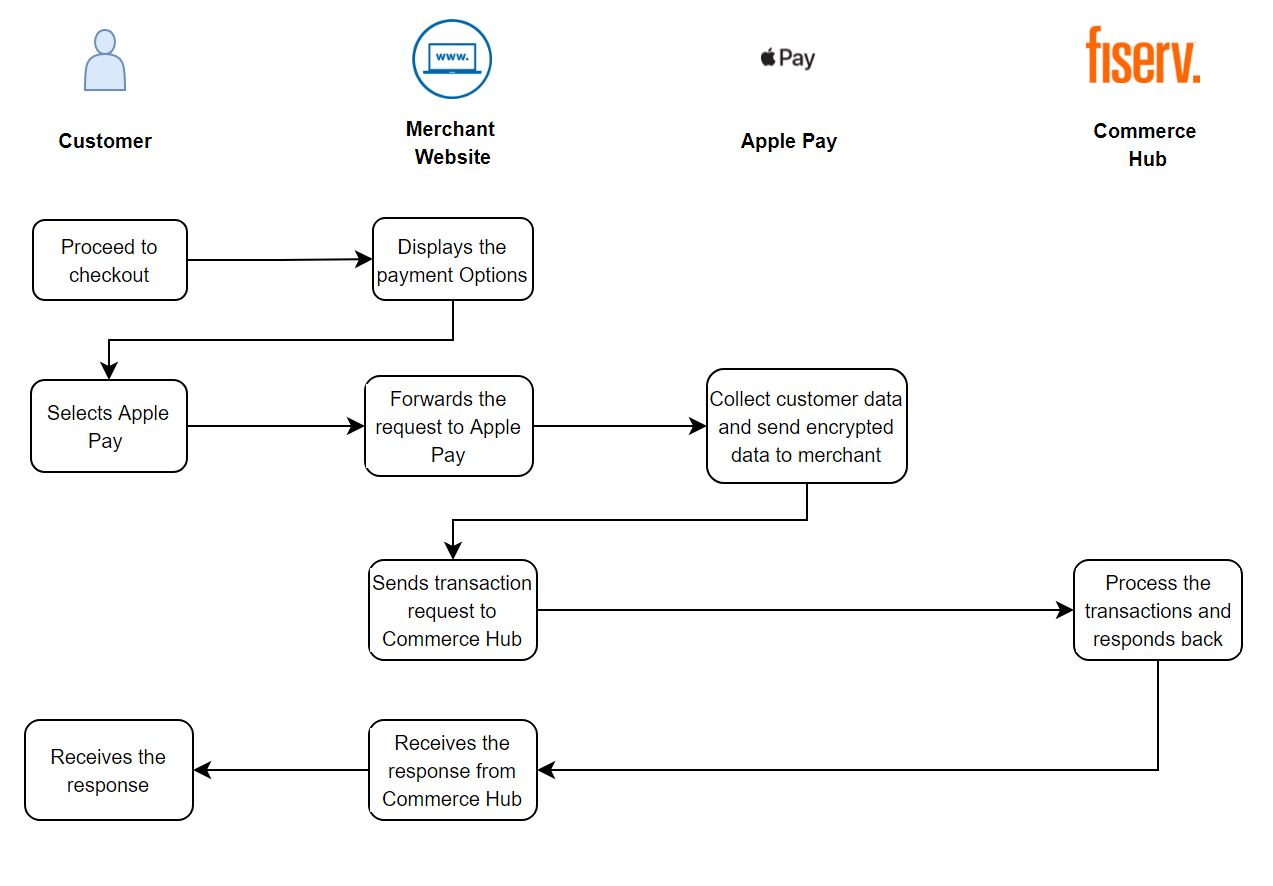 www.
Pay
fiserv.
Customer
Merchant
Website
Apple Pay
Commerce
Hub
Proceed to
checkout
Displays the
payment Options
Selects Apple
Pay
Forwards the
request to Apple
Pay
Collect customer data
and send encrypted
data to merchant
Sends transaction
request to
Commerce Hub
Process the
transactions and
responds back
Receives the
response
Receives the
response from
Commerce Hub